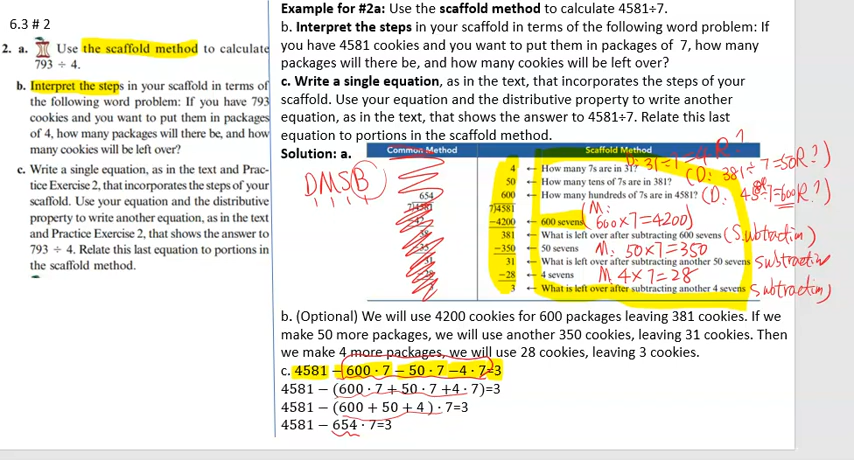 6.3 # 2
2. a. Use the scaffold method to calculate
793 ÷ 4.
b. Interpret the steps in your scaffold in terms of
the following word problem: If you have 793
cookies and you want to put them in packages
of 4, how many packages will there be, and how
many cookies will be left over?
c. Write a single equation, as in the text and Prac-
tice Exercise 2, that incorporates the steps of your
scaffold. Use your equation and the distributive
property to write another equation, as in the text
and Practice Exercise 2, that shows the answer to
793 ÷ 4. Relate this last equation to portions in
the scaffold method.
Example for #2a: Use the scaffold method to calculate 4581÷7.
b. Interpret the steps in your scaffold in terms of the following word problem: If
you have 4581 cookies and you want to put them in packages of 7, how many
packages will there be, and how many cookies will be left over?
c. Write a single equation, as in the text, that incorporates the steps of your
scaffold. Use your equation and the distributive property to write another
equation, as in the text, that shows the answer to 4581÷7. Relate this last
equation to portions in the scaffold method.
Solution: a.
Common Method
Scaffold Method
DMSB
654
4 ← How many 7s are in 31? D: 31÷7=4 R?
50 ← How many tens of 7s are in 381? (D: 381÷7=50R?)
600 ← How many hundreds of 7s are in 4581?
7)4581
−4200 ← 600 sevens (M: 600×7=4200)
381 ← What is left over after subtracting 600 sevens (Subtraction)
−350 ← 50 sevens M: 50×7=350
31 ← What is left over after subtracting another 50 sevens Subtraction
−28 ← 4 sevens M 4×7=28
3 ← What is left over after subtracting another 4 sevens Subtraction
b. (Optional) We will use 4200 cookies for 600 packages leaving 381 cookies. If we
make 50 more packages, we will use another 350 cookies, leaving 31 cookies. Then
we make 4 more packages, we will use 28 cookies, leaving 3 cookies.
c. 4581 – 600 · 7 – 50 · 7 –4 · 7=3
4581 – (600 · 7 + 50 · 7 +4 · 7)=3
4581 – (600 + 50 + 4 ) · 7=3
4581 – 654 · 7=3